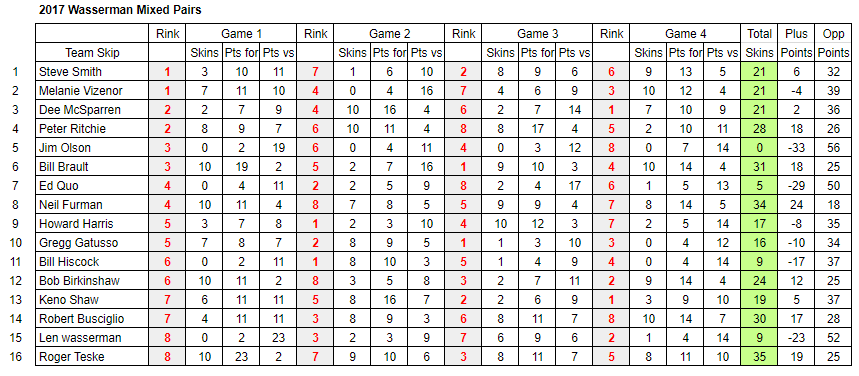 2017 Wasserman Mixed Pairs
Rink Game 1 Rink Game 2 Rink Game 3 Rink Game 4 Total Plus Opp
Team Skip Skins Pts for Pts vs Skins Pts for Pts vs Skins Pts for Pts vs Skins Pts for Pts vs Skins Points Points
1 Steve Smith 1 3 10 11 7 1 6 10 2 8 9 6 6 9 13 5 21 6 32
2 Melanie Vizenor 1 7 11 10 4 0 4 16 7 4 6 9 3 10 12 4 21 -4 39
3 Dee McSparren 2 2 7 9 4 10 16 4 6 2 7 14 1 7 10 9 21 2 36
4 Peter Ritchie 2 8 9 7 6 10 11 4 8 8 17 4 5 2 10 11 28 18 26
5 Jim Olson 3 0 2 19 6 0 4 11 4 0 3 12 8 0 7 14 0 -33 56
6 Bill Brault 3 10 19 2 5 2 7 16 1 9 10 3 4 10 14 4 31 18 25
7 Ed Quo 4 0 4 11 2 2 5 9 8 2 4 17 6 1 5 13 5 -29 50
8 Neil Furman 4 10 11 4 8 7 8 5 5 9 9 4 7 8 14 5 34 24 18
9 Howard Harris 5 3 7 8 1 2 3 10 4 10 12 3 7 2 5 14 17 -8 35
10 Gregg Gatusso 5 7 8 7 2 8 9 5 1 1 3 10 3 0 4 12 16 -10 34
11 Bill Hiscock 6 0 2 11 1 8 10 3 5 1 4 9 4 0 4 14 9 -17 37
12 Bob Birkinshaw 6 10 11 2 8 3 5 8 3 2 7 11 2 9 14 4 24 12 25
13 Keno Shaw 7 6 11 11 5 8 16 7 2 2 6 9 1 3 9 10 19 5 37
14 Robert Busciglio 7 4 11 11 3 8 9 3 6 8 11 7 8 10 14 7 30 17 28
15 Len wasserman 8 0 2 23 3 2 3 9 7 6 9 6 2 1 4 14 9 -23 52
16 Roger Teske 8 10 23 2 7 9 10 6 3 8 11 7 5 8 11 10 35 19 25